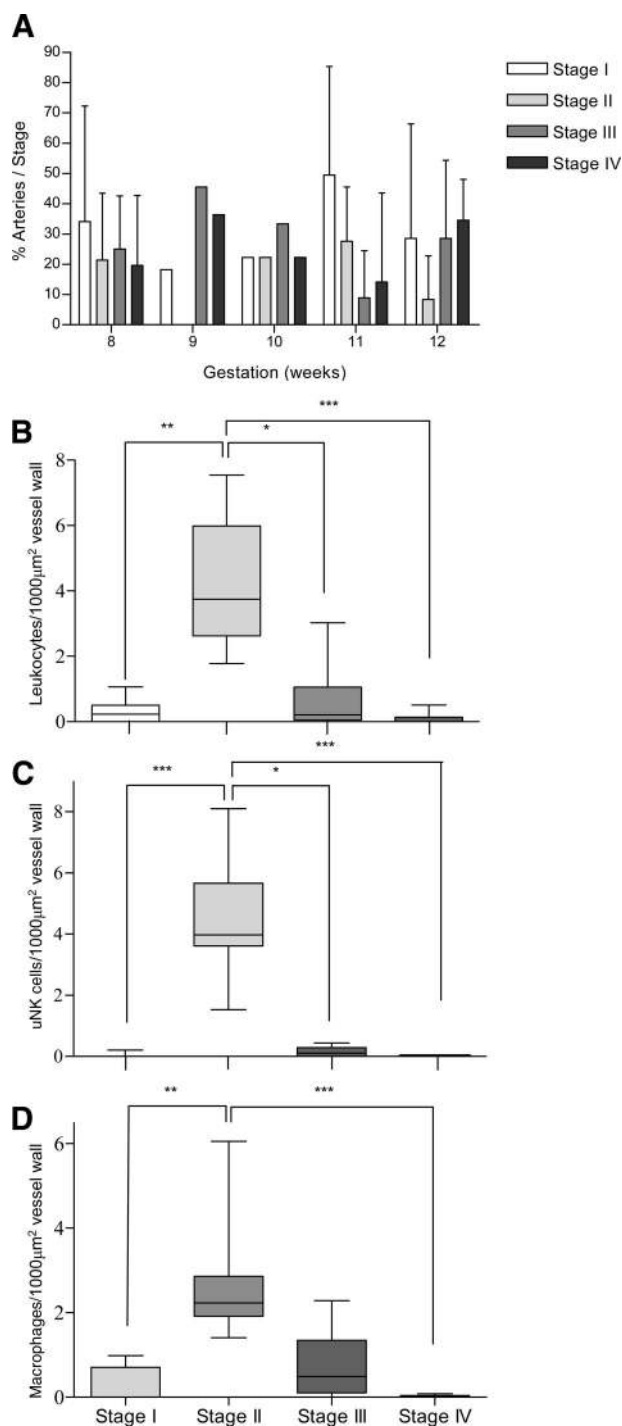 A
% Arteries / Stage
90
80
70
60
50
40
30
20
10
0
8 9 10 11 12
Gestation (weeks)
Stage I
Stage II
Stage III
Stage IV
B
Leukocytes/1000µm² vessel wall
8
6
4
2
0
** * ***
C
uNK cells/1000µm² vessel wall
8
6
4
2
0
*** * ***
D
Macrophages/1000µm² vessel wall
6
4
2
0
** ***
Stage I Stage II Stage III Stage IV